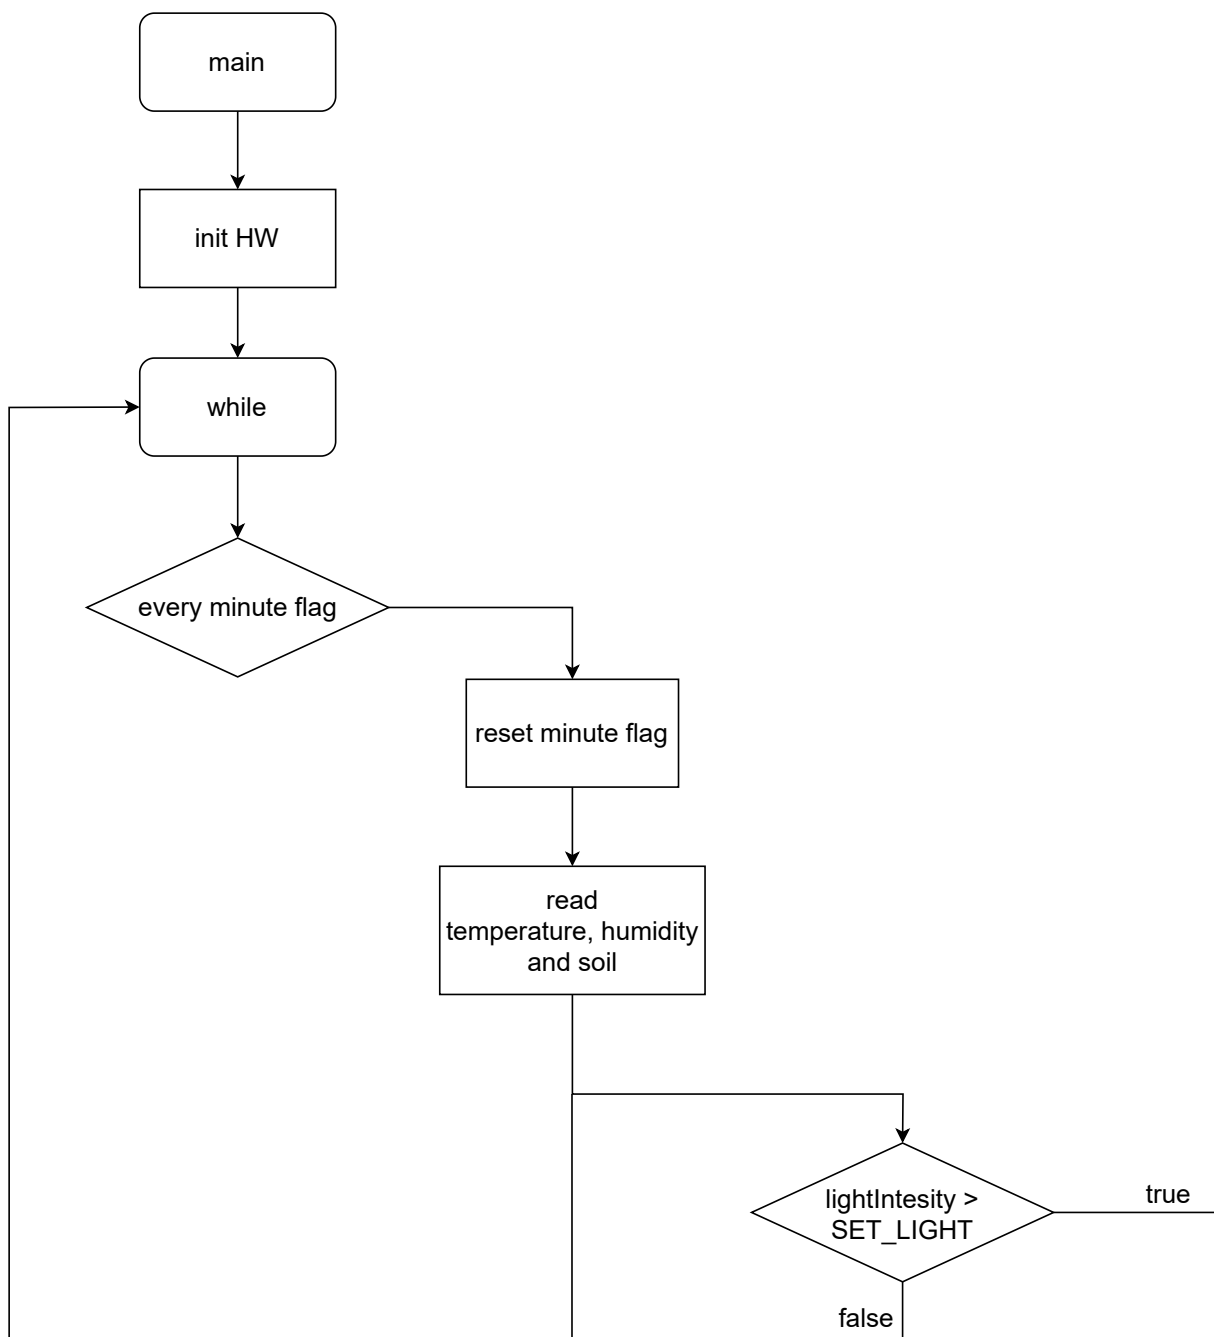 main
init HW
while
every minute flag
reset minute flag
read
temperature, humidity
and soil
lightIntesity >
SET_LIGHT
true
false